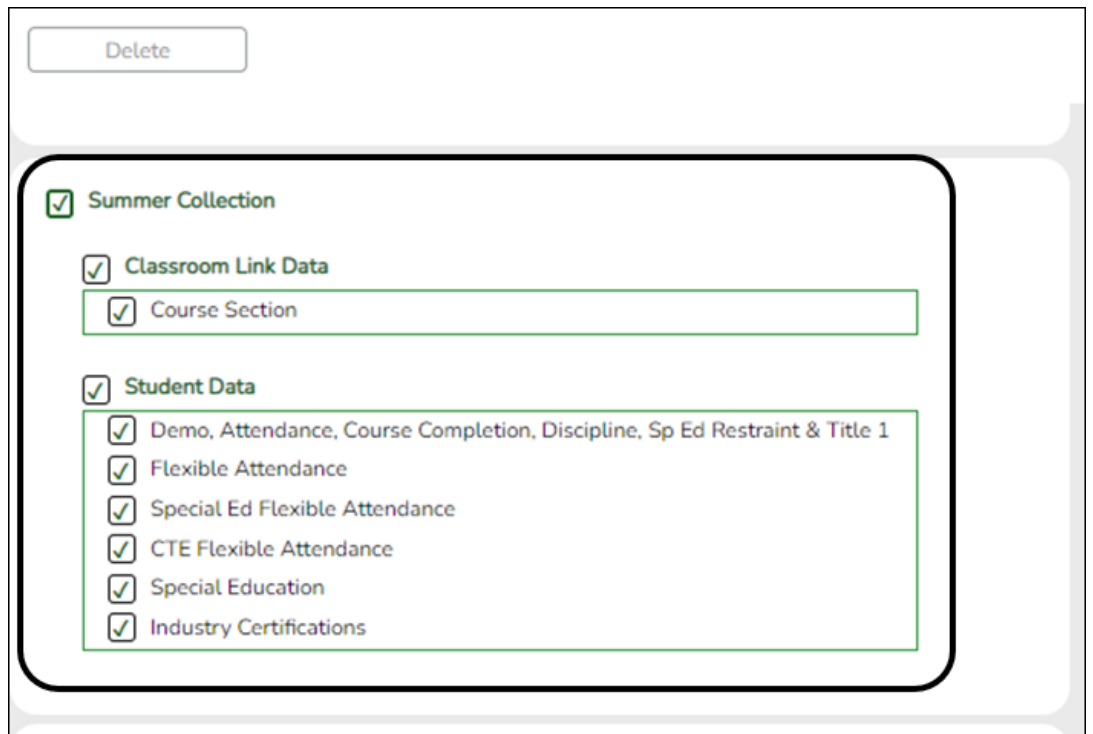 Delete
Summer Collection
Classroom Link Data
Course Section
Student Data
Demo, Attendance, Course Completion, Discipline, Sp Ed Restraint & Title 1
Flexible Attendance
Special Ed Flexible Attendance
CTE Flexible Attendance
Special Education
Industry Certifications